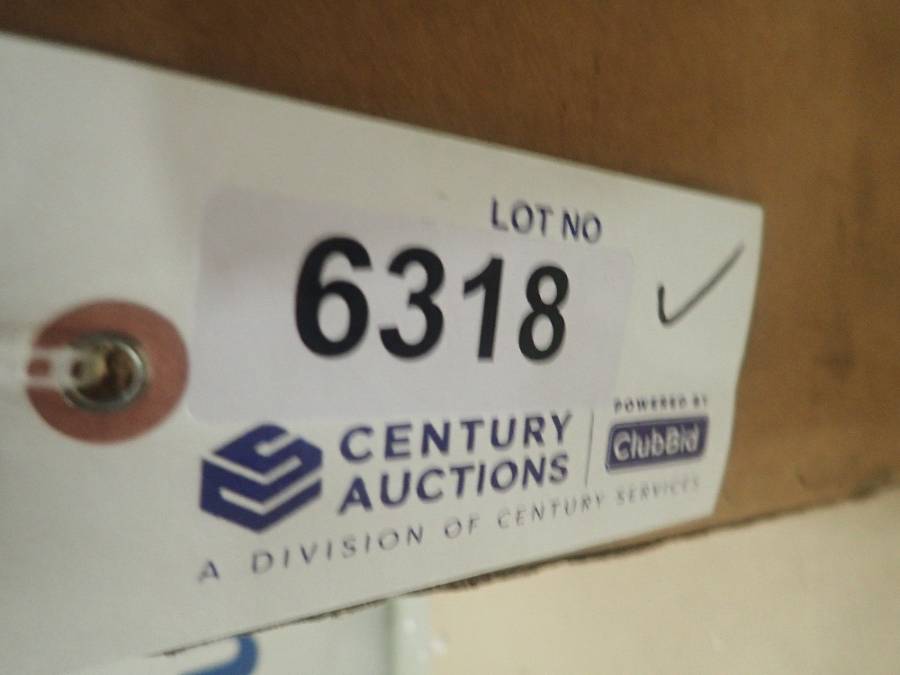 LOT NO
6318
CENTURY
AUCTIONS
POWERED BY
ClubBid
A DIVISION OF CENTURY SERVICES